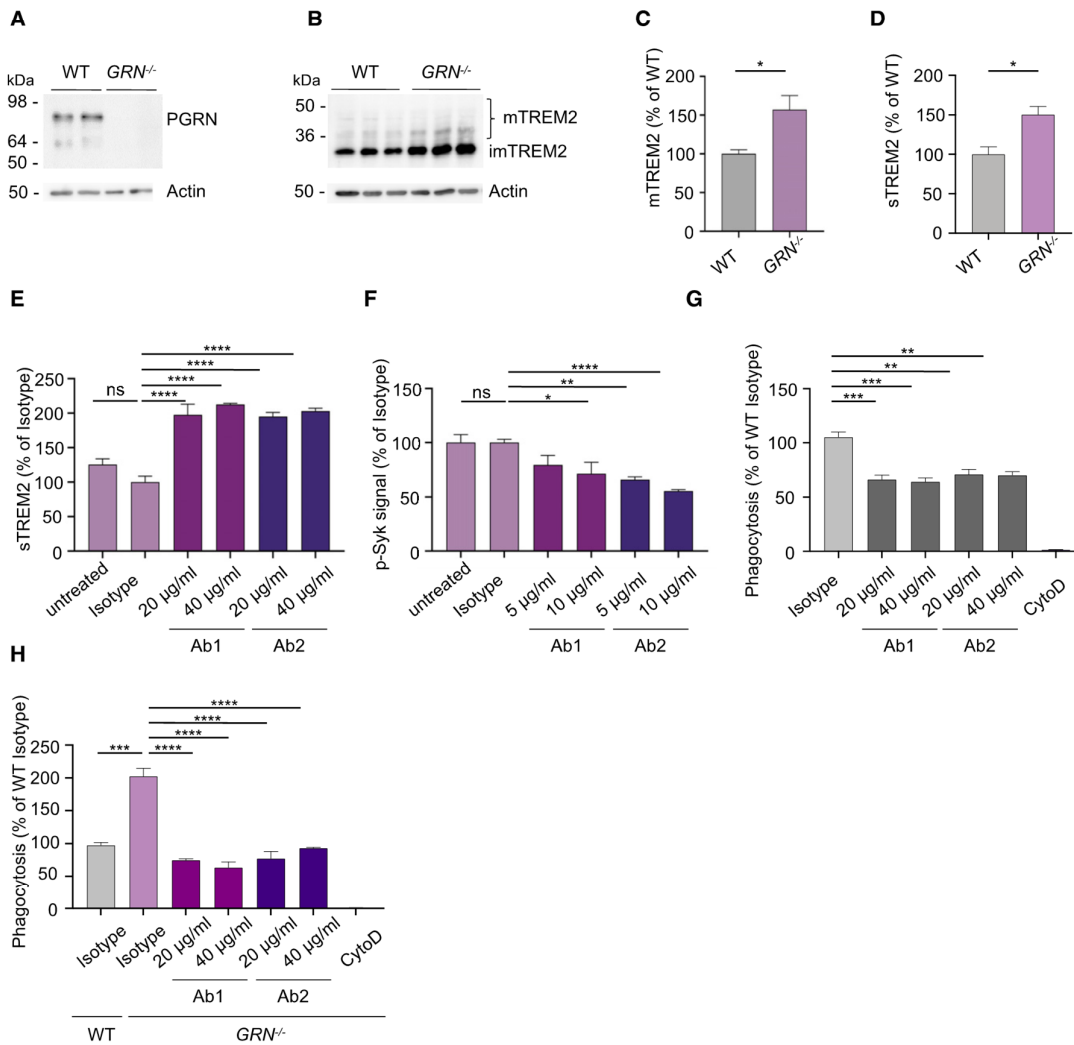 A
kDa
WT GRN-/-
98 -
64 -
50 -
PGRN
50 -
Actin
B
kDa
WT GRN-/-
50 -
36 -
mTREM2
imTREM2
50 -
Actin
C
mTREM2 (% of WT)
200
150
100
50
0
*
WT
GRN-/-
D
sTREM2 (% of WT)
200
150
100
50
0
*
WT
GRN-/-
E
sTREM2 (% of Isotype)
250
200
150
100
50
0
ns
****
****
****
****
untreated
Isotype
20 µg/ml
40 µg/ml
20 µg/ml
40 µg/ml
Ab1
Ab2
F
p-Syk signal (% of Isotype)
150
100
50
0
ns
****
**
*
untreated
Isotype
5 µg/ml
10 µg/ml
5 µg/ml
10 µg/ml
Ab1
Ab2
G
Phagocytosis (% of WT Isotype)
150
100
50
0
**
**
***
***
Isotype
20 µg/ml
40 µg/ml
20 µg/ml
40 µg/ml
CytoD
Ab1
Ab2
H
Phagocytosis (% of WT Isotype)
250
200
150
100
50
0
***
****
****
****
****
Isotype
Isotype
20 µg/ml
40 µg/ml
20 µg/ml
40 µg/ml
CytoD
Ab1
Ab2
WT
GRN-/-